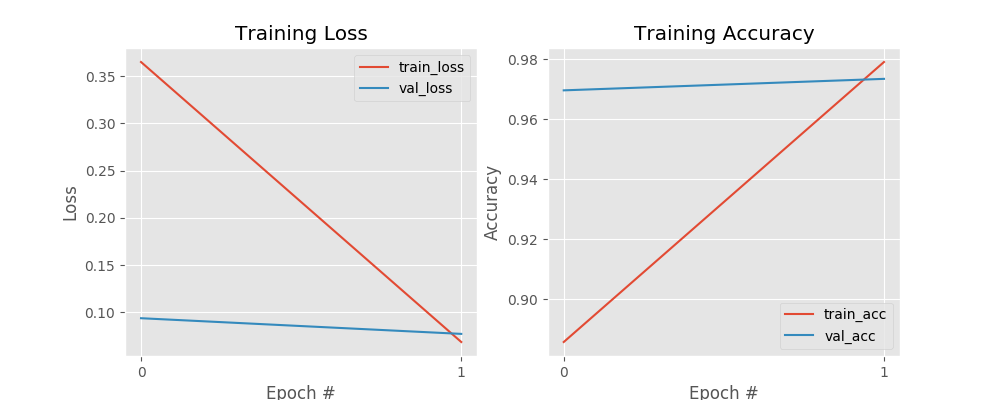 Training Loss
0.35
0.30
0.25
0.20
0.15
0.10
Loss
train_loss
val_loss
0 1
Epoch #
Training Accuracy
0.98
0.96
0.94
0.92
0.90
Accuracy
train_acc
val_acc
0 1
Epoch #